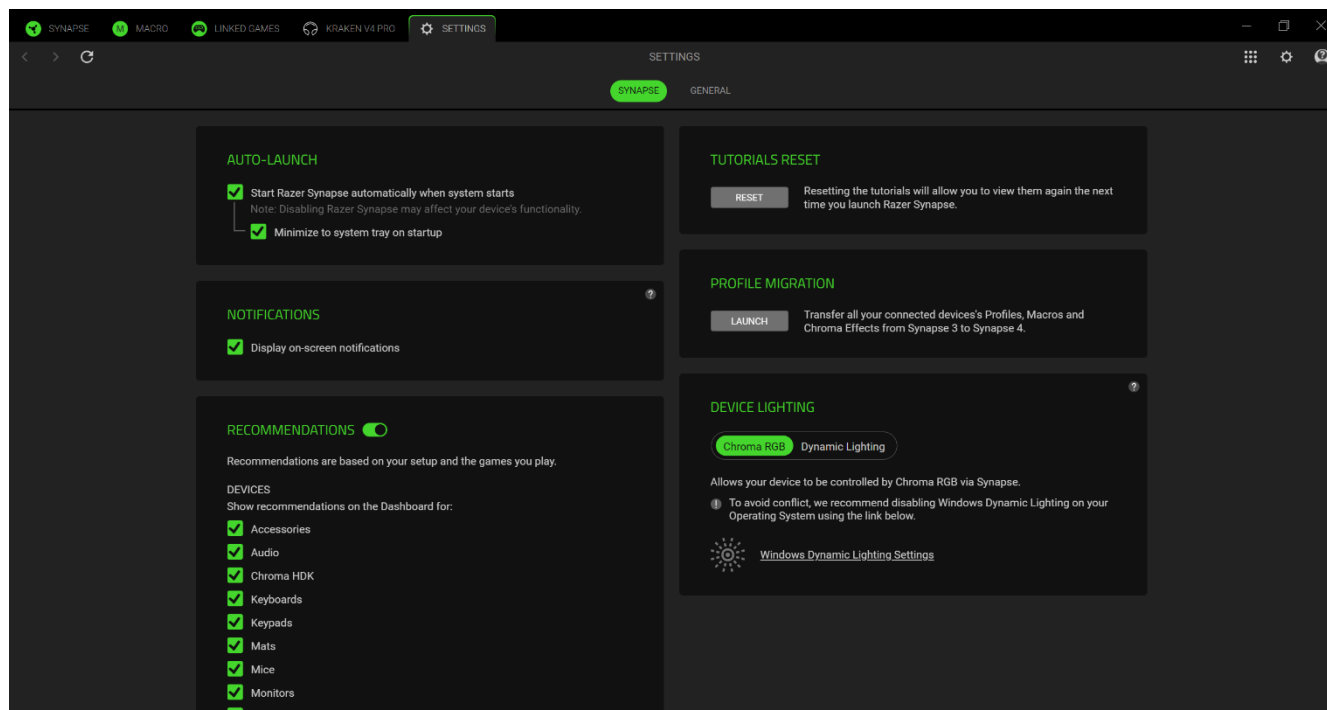 SYNAPSE
M MACRO
LINKED GAMES
KRAKEN V4 PRO
SETTINGS
SETTINGS
SYNAPSE
GENERAL
AUTO-LAUNCH
Start Razer Synapse automatically when system starts
Note: Disabling Razer Synapse may affect your device's functionality.
Minimize to system tray on startup
NOTIFICATIONS
?
Display on-screen notifications
RECOMMENDATIONS
Recommendations are based on your setup and the games you play.
DEVICES
Show recommendations on the Dashboard for:
Accessories
Audio
Chroma HDK
Keyboards
Keypads
Mats
Mice
Monitors
TUTORIALS RESET
RESET
Resetting the tutorials will allow you to view them again the next
time you launch Razer Synapse.
PROFILE MIGRATION
LAUNCH
Transfer all your connected devices's Profiles, Macros and
Chroma Effects from Synapse 3 to Synapse 4.
?
DEVICE LIGHTING
Chroma RGB
Dynamic Lighting
Allows your device to be controlled by Chroma RGB via Synapse.
! To avoid conflict, we recommend disabling Windows Dynamic Lighting on your
Operating System using the link below.
Windows Dynamic Lighting Settings